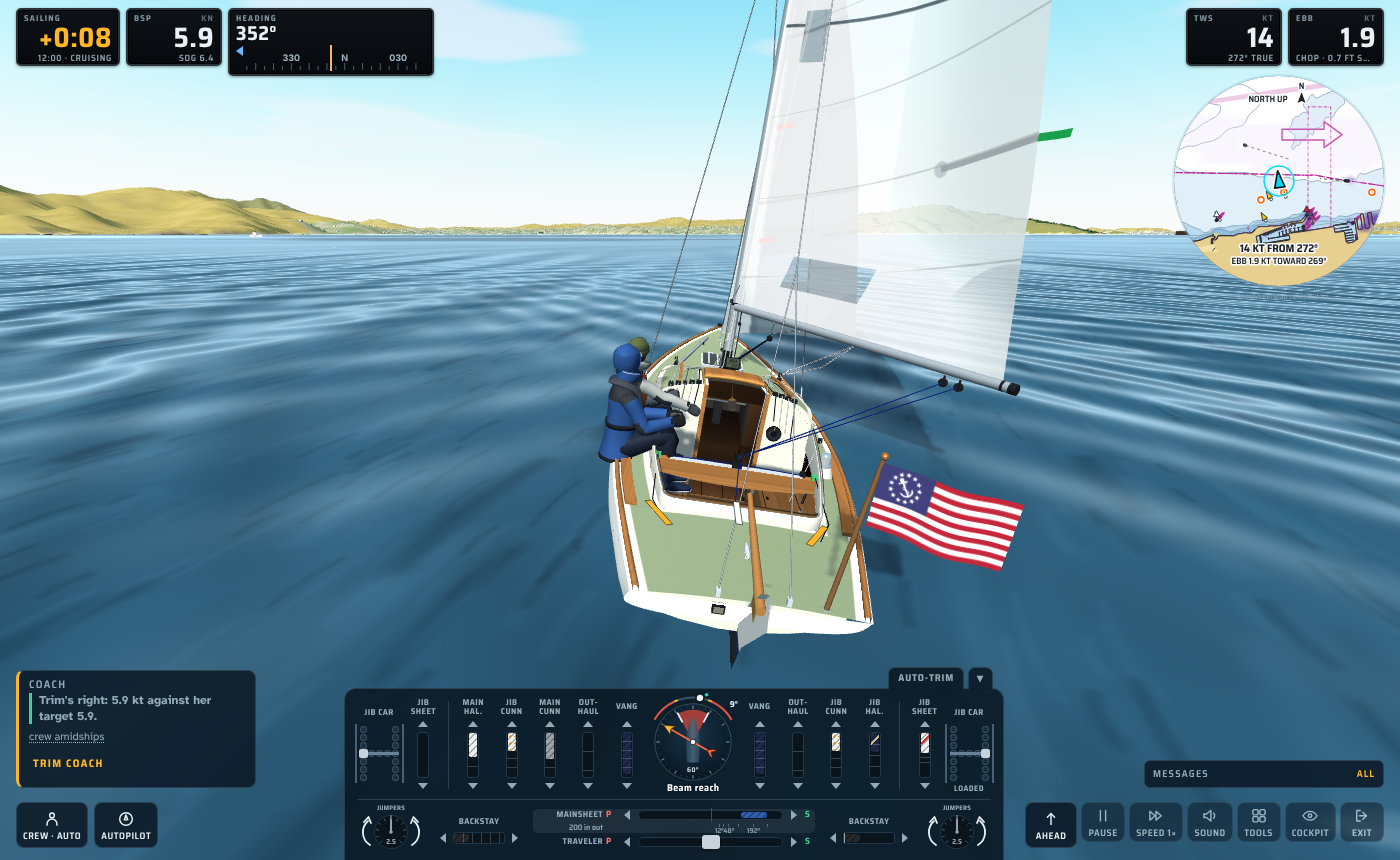 SAILING
+0:08
12:00 · CRUISING
BSP KN
5.9
SOG 6.4
HEADING
352°
330 N 030
TWS KT
14
272° TRUE
EBB KT
1.9
CHOP · 0.7 FT S...
N
NORTH UP
14 KT FROM 272°
EBB 1.9 KT TOWARD 269°
COACH
Trim's right: 5.9 kt against her
target 5.9.
crew amidships
TRIM COACH
CREW · AUTO
AUTOPILOT
AUTO-TRIM ▼
JIB CAR
JIB SHEET
MAIN HAL.
JIB CUNN
MAIN CUNN
OUT-HAUL
VANG
9°
60°
Beam reach
VANG
OUT-HAUL
JIB CUNN
JIB HAL.
JIB SHEET
JIB CAR
LOADED
JUMPERS
2.5
BACKSTAY
MAINSHEET P S
200 in out
12°48° 192°
TRAVELER P S
BACKSTAY
JUMPERS
2.5
MESSAGES ALL
AHEAD
PAUSE
SPEED 1×
SOUND
TOOLS
COCKPIT
EXIT